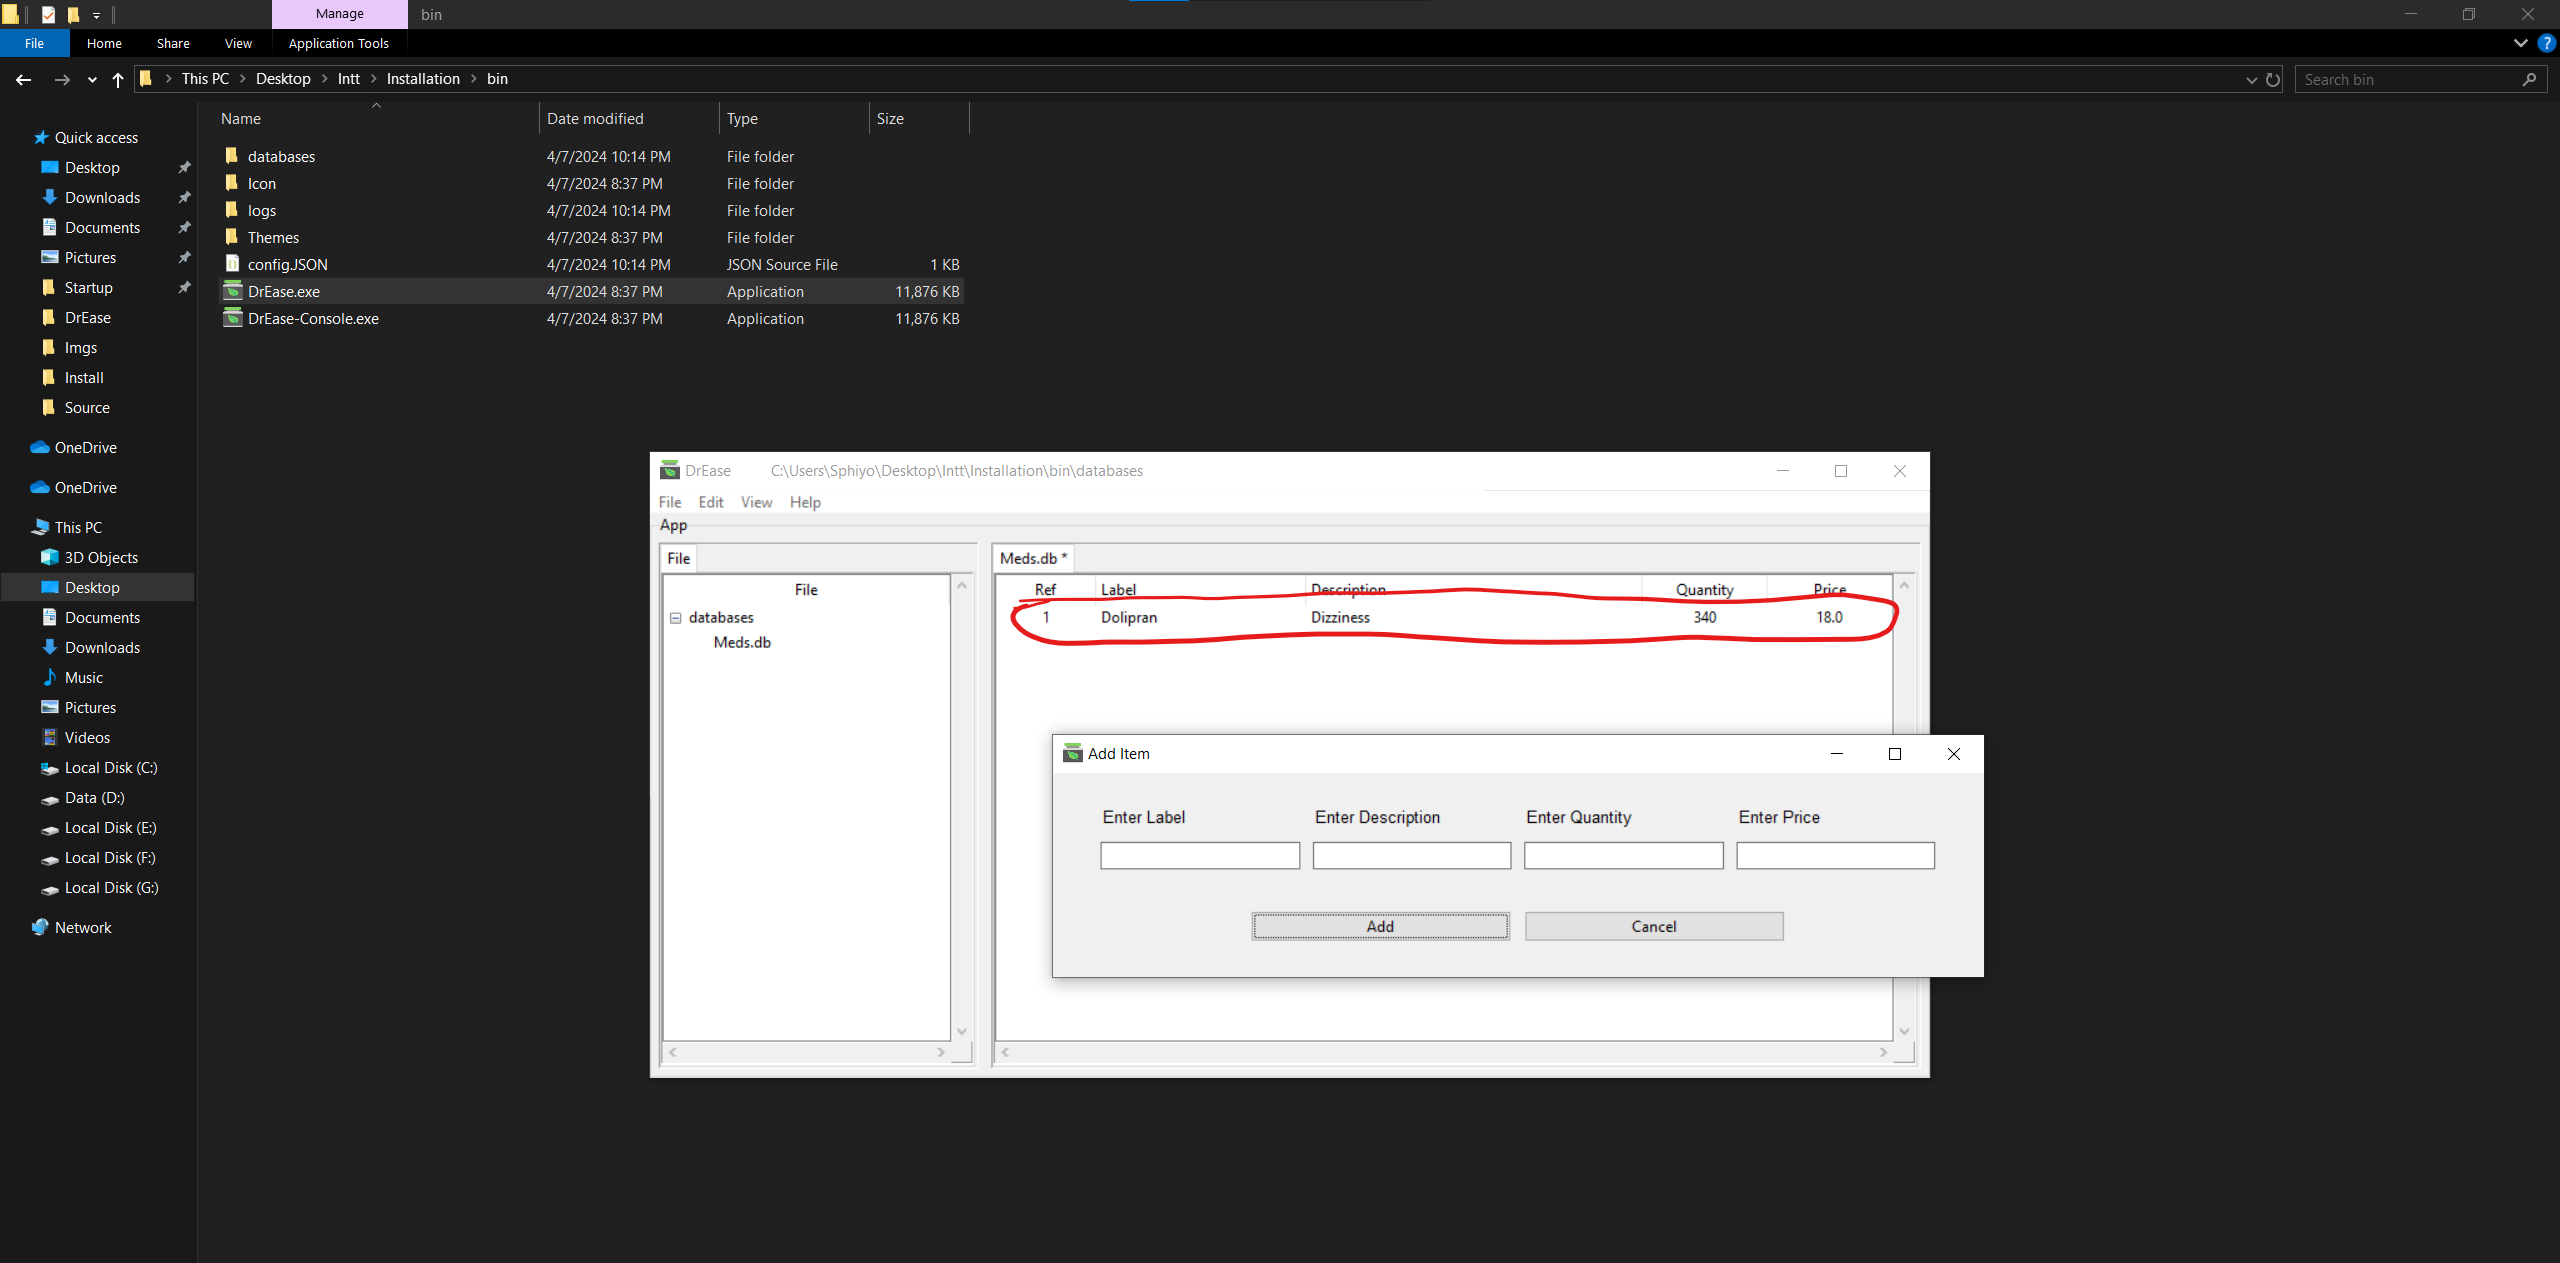 Manage bin
File Home Share View Application Tools
This PC Desktop Intt Installation bin Search bin
Name Date modified Type Size
databases 4/7/2024 10:14 PM File folder
Icon 4/7/2024 8:37 PM File folder
logs 4/7/2024 10:14 PM File folder
Themes 4/7/2024 8:37 PM File folder
config.JSON 4/7/2024 10:14 PM JSON Source File 1 KB
DrEase.exe 4/7/2024 8:37 PM Application 11,876 KB
DrEase-Console.exe 4/7/2024 8:37 PM Application 11,876 KB
Quick access
Desktop
Downloads
Documents
Pictures
Startup
DrEase
Imgs
Install
Source
OneDrive
OneDrive
This PC
3D Objects
Desktop
Documents
Downloads
Music
Pictures
Videos
Local Disk (C:)
Data (D:)
Local Disk (E:)
Local Disk (F:)
Local Disk (G:)
Network
DrEase C:\Users\Sphiyo\Desktop\Intt\Installation\bin\databases
File Edit View Help
App
File
File
databases
Meds.db
Meds.db *
Ref Label Description Quantity Price
1 Dolipran Dizziness 340 18.0
Add Item
Enter Label Enter Description Enter Quantity Enter Price
Add Cancel